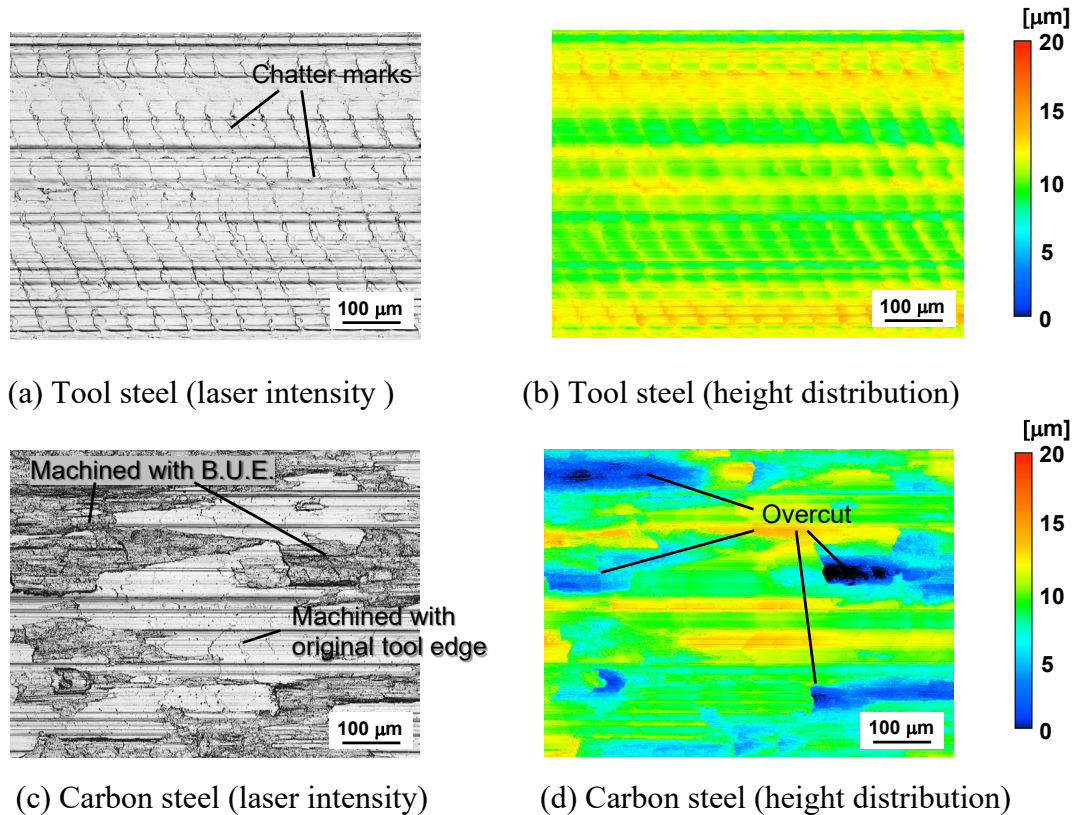 [μm]
20
15
10
5
0
Chatter marks
100 μm
100 μm
(a) Tool steel (laser intensity )
(b) Tool steel (height distribution)
[μm]
20
15
10
5
0
Machined with B.U.E.
Overcut
Machined with
original tool edge
100 μm
100 μm
(c) Carbon steel (laser intensity)
(d) Carbon steel (height distribution)